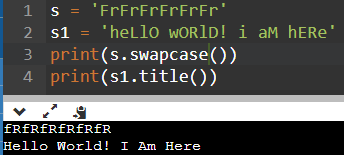 1 s = 'FrFrFrFrFrFr'
2 s1 = 'heLlO wORlD! i aM hERe'
3 print(s.swapcase())
4 print(s1.title())
fRfRfRfRfRfR
Hello World! I Am Here